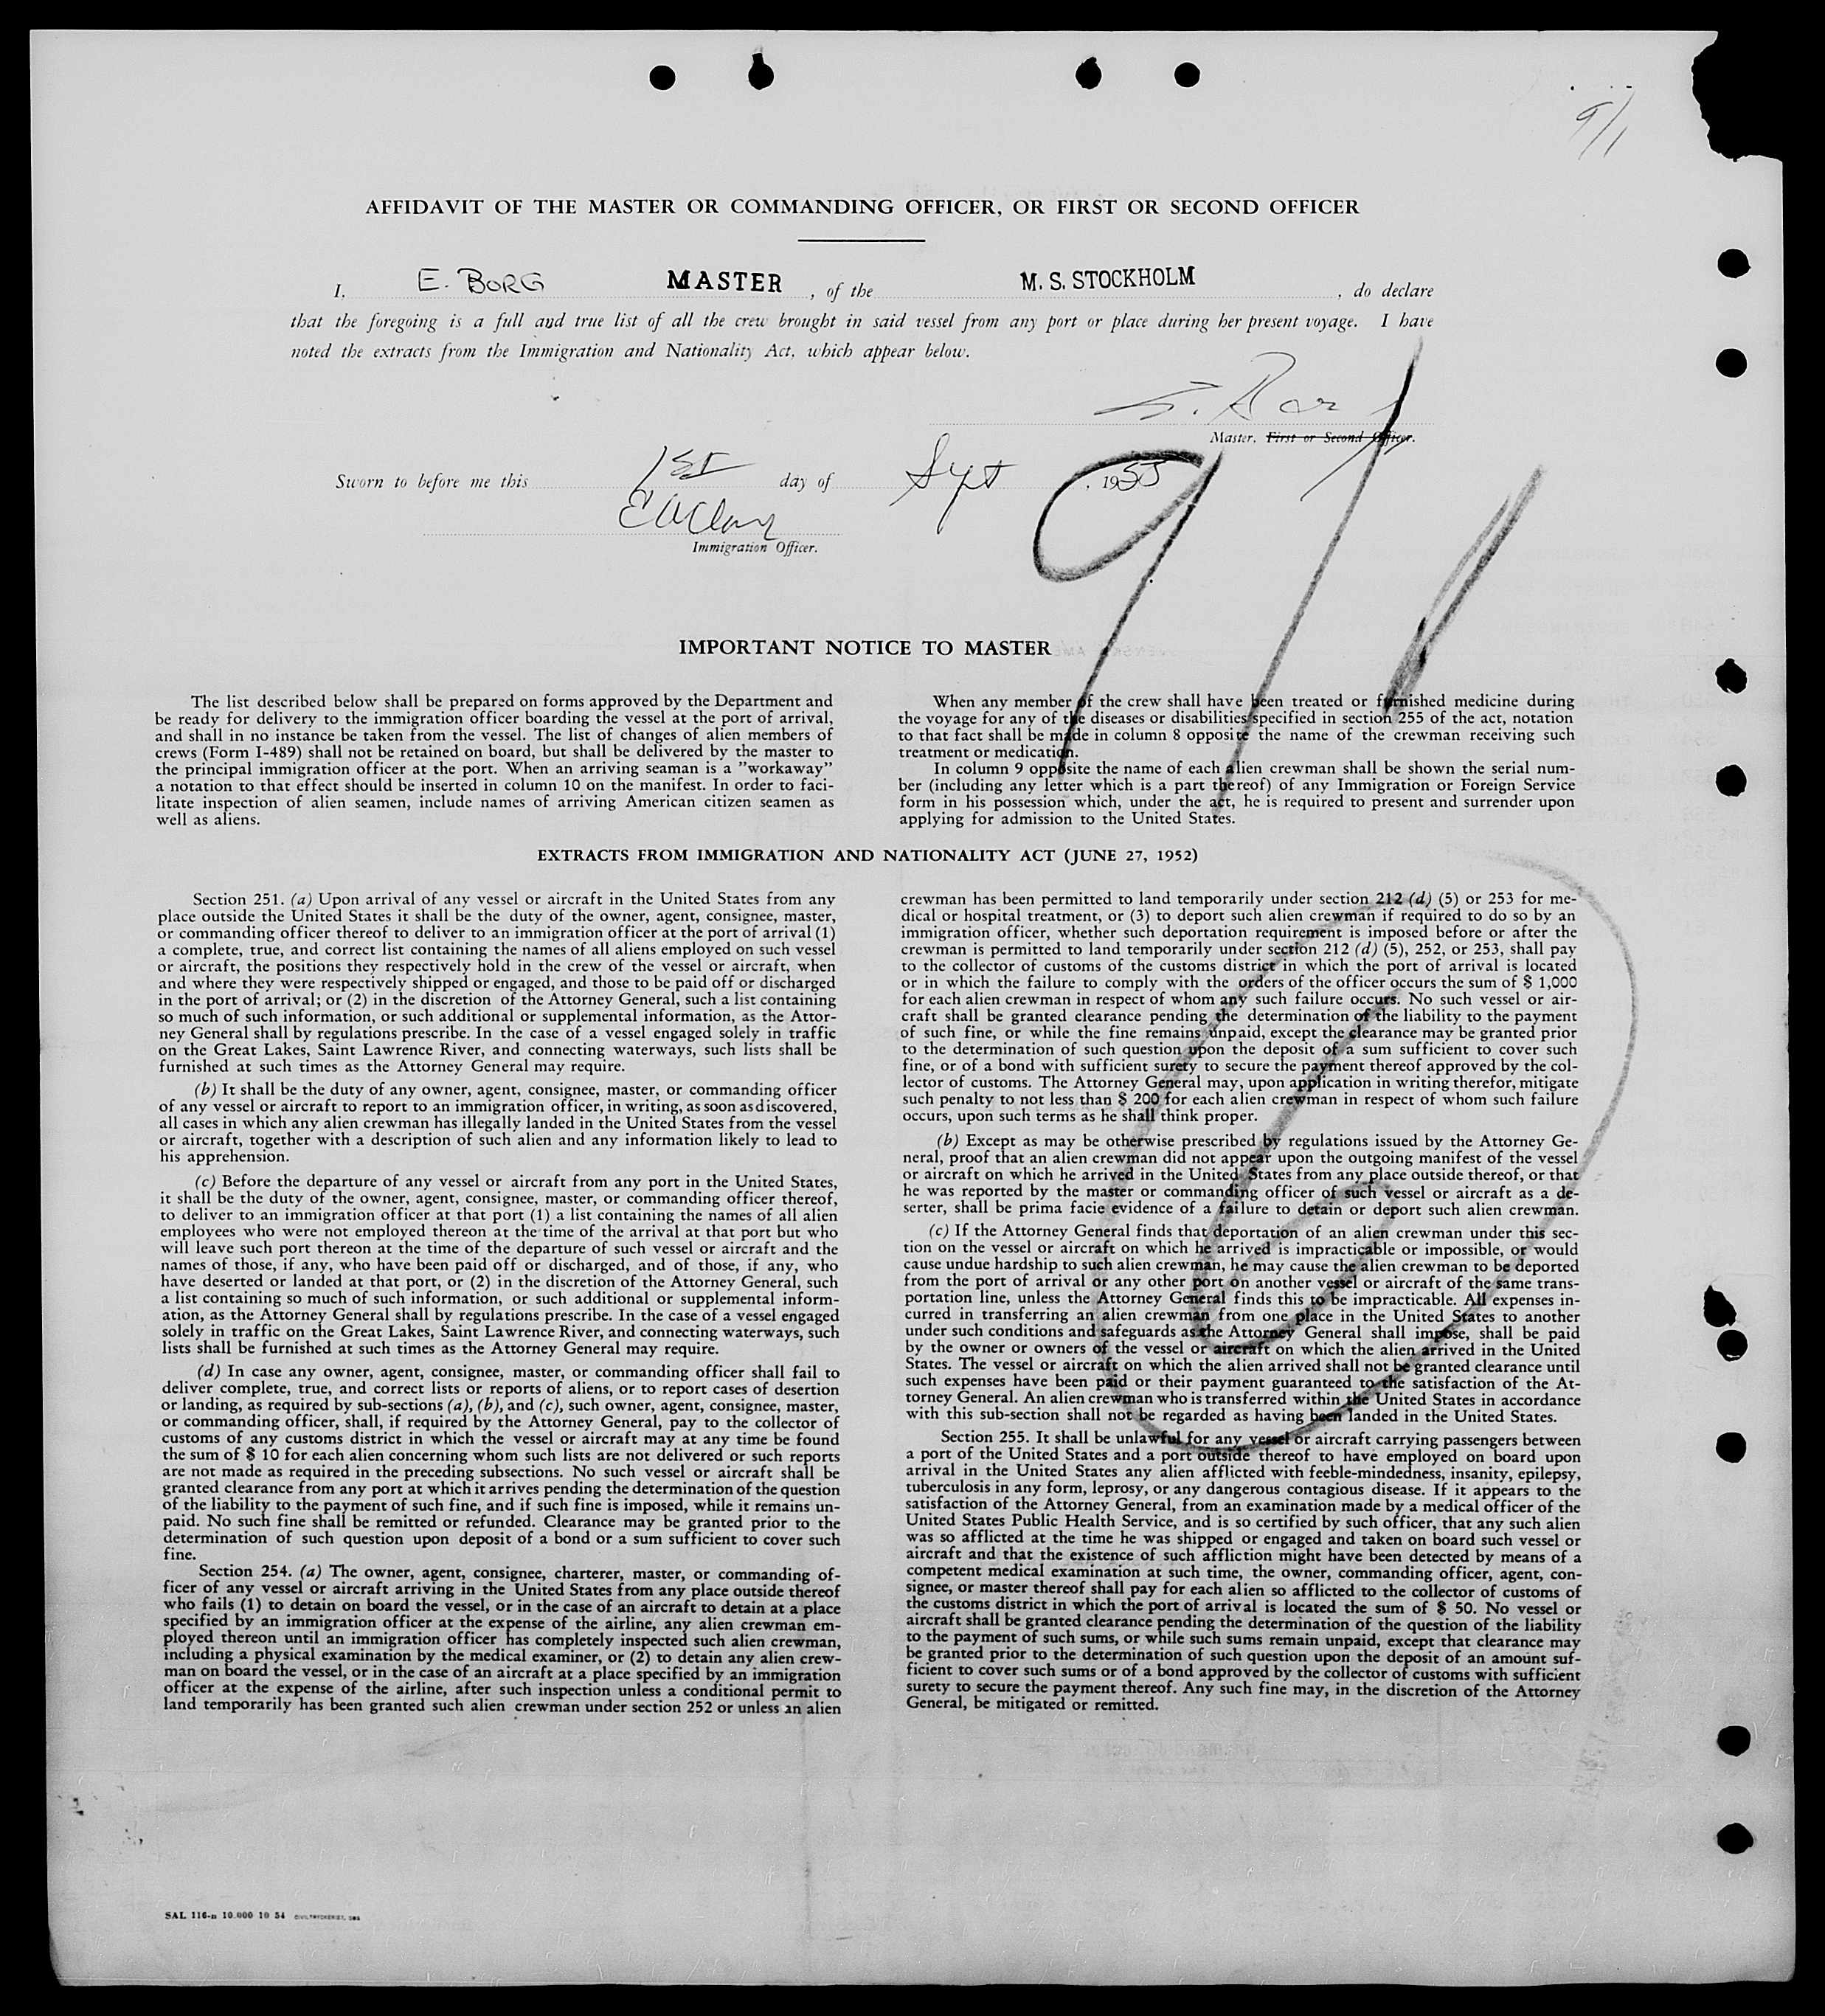 9/1
AFFIDAVIT OF THE MASTER OR COMMANDING OFFICER, OR FIRST OR SECOND OFFICER
I, E. BORG MASTER, of the M. S. STOCKHOLM, do declare
that the foregoing is a full and true list of all the crew brought in said vessel from any port or place during her present voyage. I have
noted the extracts from the Immigration and Nationality Act, which appear below.
E. Borg
Master, First or Second Officer.
Sworn to before me this 1ST day of Sept, 1955
Immigration Officer.
9/1
IMPORTANT NOTICE TO MASTER
The list described below shall be prepared on forms approved by the Department and
be ready for delivery to the immigration officer boarding the vessel at the port of arrival,
and shall in no instance be taken from the vessel. The list of changes of alien members of
crews (Form I-489) shall not be retained on board, but shall be delivered by the master to
the principal immigration officer at the port. When an arriving seaman is a "workaway"
a notation to that effect should be inserted in column 10 on the manifest. In order to faci-
litate inspection of alien seamen, include names of arriving American citizen seamen as
well as aliens.
When any member of the crew shall have been treated or furnished medicine during
the voyage for any of the diseases or disabilities specified in section 255 of the act, notation
to that fact shall be made in column 8 opposite the name of the crewman receiving such
treatment or medication.
In column 9 opposite the name of each alien crewman shall be shown the serial num-
ber (including any letter which is a part thereof) of any Immigration or Foreign Service
form in his possession which, under the act, he is required to present and surrender upon
applying for admission to the United States.
EXTRACTS FROM IMMIGRATION AND NATIONALITY ACT (JUNE 27, 1952)
Section 251. (a) Upon arrival of any vessel or aircraft in the United States from any
place outside the United States it shall be the duty of the owner, agent, consignee, master,
or commanding officer thereof to deliver to an immigration officer at the port of arrival (1)
a complete, true, and correct list containing the names of all aliens employed on such vessel
or aircraft, the positions they respectively hold in the crew of the vessel or aircraft, when
and where they were respectively shipped or engaged, and those to be paid off or discharged
in the port of arrival; or (2) in the discretion of the Attorney General, such a list containing
so much of such information, or such additional or supplemental information, as the Attor-
ney General shall by regulations prescribe. In the case of a vessel engaged solely in traffic
on the Great Lakes, Saint Lawrence River, and connecting waterways, such lists shall be
furnished at such times as the Attorney General may require.
(b) It shall be the duty of any owner, agent, consignee, master, or commanding officer
of any vessel or aircraft to report to an immigration officer, in writing, as soon as discovered,
all cases in which any alien crewman has illegally landed in the United States from the vessel
or aircraft, together with a description of such alien and any information likely to lead to
his apprehension.
(c) Before the departure of any vessel or aircraft from any port in the United States,
it shall be the duty of the owner, agent, consignee, master, or commanding officer thereof,
to deliver to an immigration officer at that port (1) a list containing the names of all alien
employees who were not employed thereon at the time of the arrival at that port but who
will leave such port thereon at the time of the departure of such vessel or aircraft and the
names of those, if any, who have been paid off or discharged, and of those, if any, who
have deserted or landed at that port, or (2) in the discretion of the Attorney General, such
a list containing so much of such information, or such additional or supplemental inform-
ation, as the Attorney General shall by regulations prescribe. In the case of a vessel engaged
solely in traffic on the Great Lakes, Saint Lawrence River, and connecting waterways, such
lists shall be furnished at such times as the Attorney General may require.
(d) In case any owner, agent, consignee, master, or commanding officer shall fail to
deliver complete, true, and correct lists or reports of aliens, or to report cases of desertion
or landing, as required by sub-sections (a), (b), and (c), such owner, agent, consignee, master,
or commanding officer, shall, if required by the Attorney General, pay to the collector of
customs of any customs district in which the vessel or aircraft may at any time be found
the sum of $ 10 for each alien concerning whom such lists are not delivered or such reports
are not made as required in the preceding subsections. No such vessel or aircraft shall be
granted clearance from any port at which it arrives pending the determination of the question
of the liability to the payment of such fine, and if such fine is imposed, while it remains un-
paid. No such fine shall be remitted or refunded. Clearance may be granted prior to the
determination of such question upon deposit of a bond or a sum sufficient to cover such
fine.
Section 254. (a) The owner, agent, consignee, charterer, master, or commanding of-
ficer of any vessel or aircraft arriving in the United States from any place outside thereof
who fails (1) to detain on board the vessel, or in the case of an aircraft to detain at a place
specified by an immigration officer at the expense of the airline, any alien crewman em-
ployed thereon until an immigration officer has completely inspected such alien crewman,
including a physical examination by the medical examiner, or (2) to detain any alien crew-
man on board the vessel, or in the case of an aircraft at a place specified by an immigration
officer at the expense of the airline, after such inspection unless a conditional permit to
land temporarily has been granted such alien crewman under section 252 or unless an alien
crewman has been permitted to land temporarily under section 212 (d) (5) or 253 for me-
dical or hospital treatment, or (3) to deport such alien crewman if required to do so by an
immigration officer, whether such deportation requirement is imposed before or after the
crewman is permitted to land temporarily under section 212 (d) (5), 252, or 253, shall pay
to the collector of customs of the customs district in which the port of arrival is located
or in which the failure to comply with the orders of the officer occurs the sum of $ 1,000
for each alien crewman in respect of whom any such failure occurs. No such vessel or air-
craft shall be granted clearance pending the determination of the liability to the payment
of such fine, or while the fine remains unpaid, except the clearance may be granted prior
to the determination of such question upon the deposit of a sum sufficient to cover such
fine, or of a bond with sufficient surety to secure the payment thereof approved by the col-
lector of customs. The Attorney General may, upon application in writing therefor, mitigate
such penalty to not less than $ 200 for each alien crewman in respect of whom such failure
occurs, upon such terms as he shall think proper.
(b) Except as may be otherwise prescribed by regulations issued by the Attorney Ge-
neral, proof that an alien crewman did not appear upon the outgoing manifest of the vessel
or aircraft on which he arrived in the United States from any place outside thereof, or that
he was reported by the master or commanding officer of such vessel or aircraft as a de-
serter, shall be prima facie evidence of a failure to detain or deport such alien crewman.
(c) If the Attorney General finds that deportation of an alien crewman under this sec-
tion on the vessel or aircraft on which he arrived is impracticable or impossible, or would
cause undue hardship to such alien crewman, he may cause the alien crewman to be deported
from the port of arrival or any other port on another vessel or aircraft of the same trans-
portation line, unless the Attorney General finds this to be impracticable. All expenses in-
curred in transferring an alien crewman from one place in the United States to another
under such conditions and safeguards as the Attorney General shall impose, shall be paid
by the owner or owners of the vessel or aircraft on which the alien arrived in the United
States. The vessel or aircraft on which the alien arrived shall not be granted clearance until
such expenses have been paid or their payment guaranteed to the satisfaction of the At-
torney General. An alien crewman who is transferred within the United States in accordance
with this sub-section shall not be regarded as having been landed in the United States.
Section 255. It shall be unlawful for any vessel or aircraft carrying passengers between
a port of the United States and a port outside thereof to have employed on board upon
arrival in the United States any alien afflicted with feeble-mindedness, insanity, epilepsy,
tuberculosis in any form, leprosy, or any dangerous contagious disease. If it appears to the
satisfaction of the Attorney General, from an examination made by a medical officer of the
United States Public Health Service, and is so certified by such officer, that any such alien
was so afflicted at the time he was shipped or engaged and taken on board such vessel or
aircraft and that the existence of such affliction might have been detected by means of a
competent medical examination at such time, the owner, commanding officer, agent, con-
signee, or master thereof shall pay for each alien so afflicted to the collector of customs of
the customs district in which the port of arrival is located the sum of $ 50. No vessel or
aircraft shall be granted clearance pending the determination of the question of the liability
to the payment of such sums, or while such sums remain unpaid, except that clearance may
be granted prior to the determination of such question upon the deposit of an amount suf-
ficient to cover such sums or of a bond approved by the collector of customs with sufficient
surety to secure the payment thereof. Any such fine may, in the discretion of the Attorney
General, be mitigated or remitted.
SAL 116-n 10.000 10 54